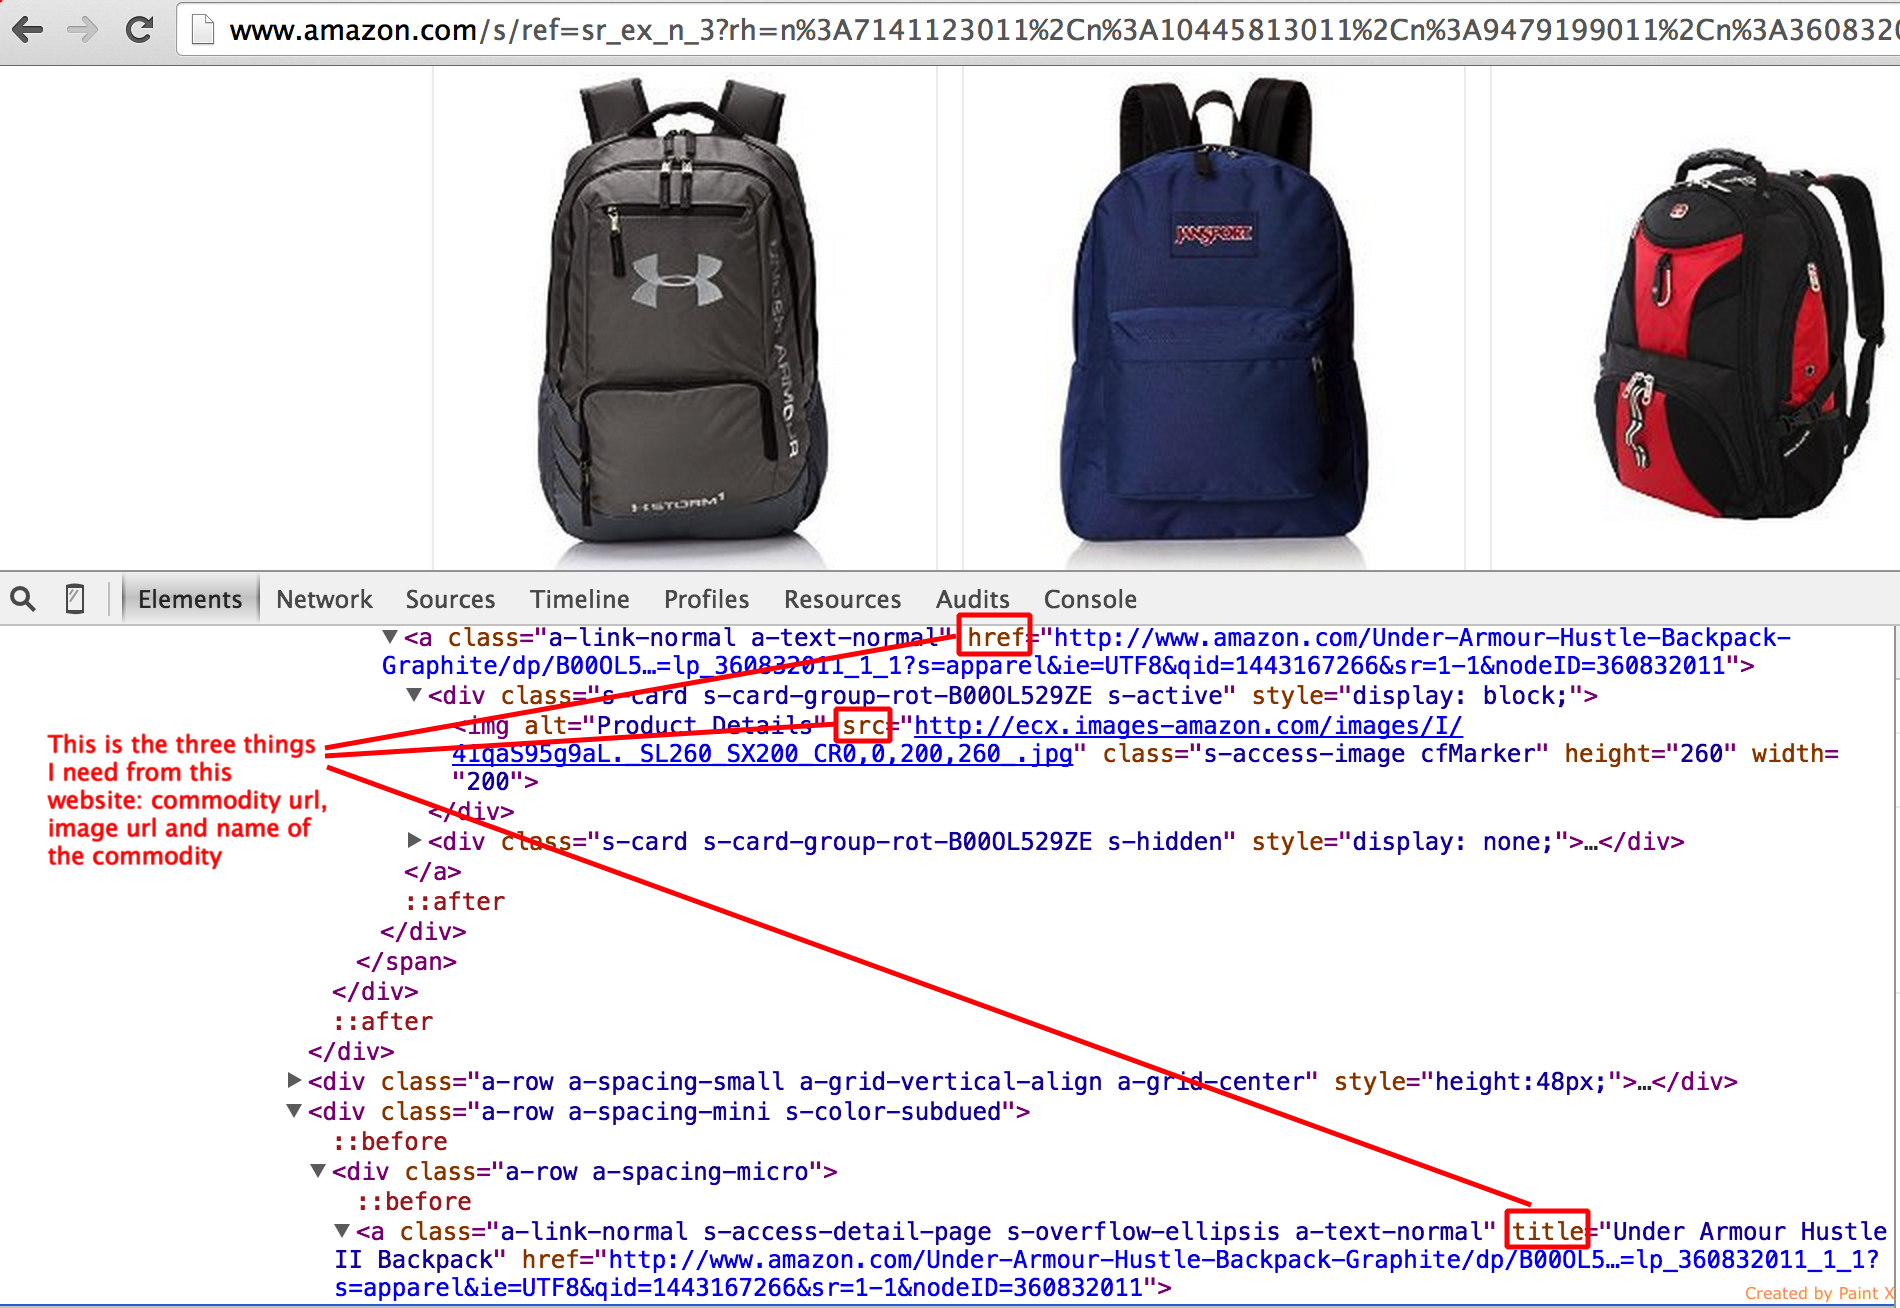 www.amazon.com/s/ref=sr_ex_n_3?rh=n%3A7141123011%2Cn%3A10445813011%2Cn%3A9479199011%2Cn%3A3608320
UNDER ARMOUR
STORM1
JANSPORT
Elements Network Sources Timeline Profiles Resources Audits Console
<a class="a-link-normal a-text-normal" href="http://www.amazon.com/Under-Armour-Hustle-Backpack-
Graphite/dp/B00OL5…=lp_360832011_1_1?s=apparel&ie=UTF8&qid=1443167266&sr=1-1&nodeID=360832011">
<div class="s-card s-card-group-rot-B00OL529ZE s-active" style="display: block;">
<img alt="Product Details" src="http://ecx.images-amazon.com/images/I/
41qaS95g9aL._SL260_SX200_CR0,0,200,260_.jpg" class="s-access-image cfMarker" height="260" width=
"200">
</div>
<div class="s-card s-card-group-rot-B00OL529ZE s-hidden" style="display: none;">…</div>
</a>
::after
</div>
</span>
</div>
::after
</div>
<div class="a-row a-spacing-small a-grid-vertical-align a-grid-center" style="height:48px;">…</div>
<div class="a-row a-spacing-mini s-color-subdued">
::before
<div class="a-row a-spacing-micro">
::before
<a class="a-link-normal s-access-detail-page s-overflow-ellipsis a-text-normal" title="Under Armour Hustle
II Backpack" href="http://www.amazon.com/Under-Armour-Hustle-Backpack-Graphite/dp/B00OL5…=lp_360832011_1_1?
s=apparel&ie=UTF8&qid=1443167266&sr=1-1&nodeID=360832011">
This is the three things
I need from this
website: commodity url,
image url and name of
the commodity
Created by Paint X